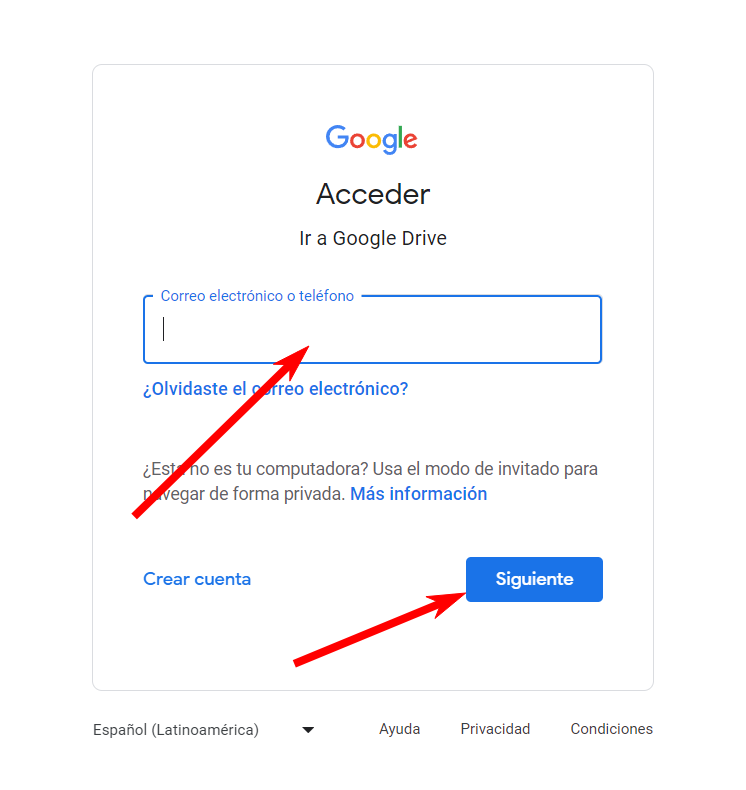 Google
Acceder
Ir a Google Drive
Correo electrónico o teléfono
¿Olvidaste el correo electrónico?
¿Esta no es tu computadora? Usa el modo de invitado para
navegar de forma privada. Más información
Crear cuenta
Siguiente
Español (Latinoamérica)
Ayuda
Privacidad
Condiciones